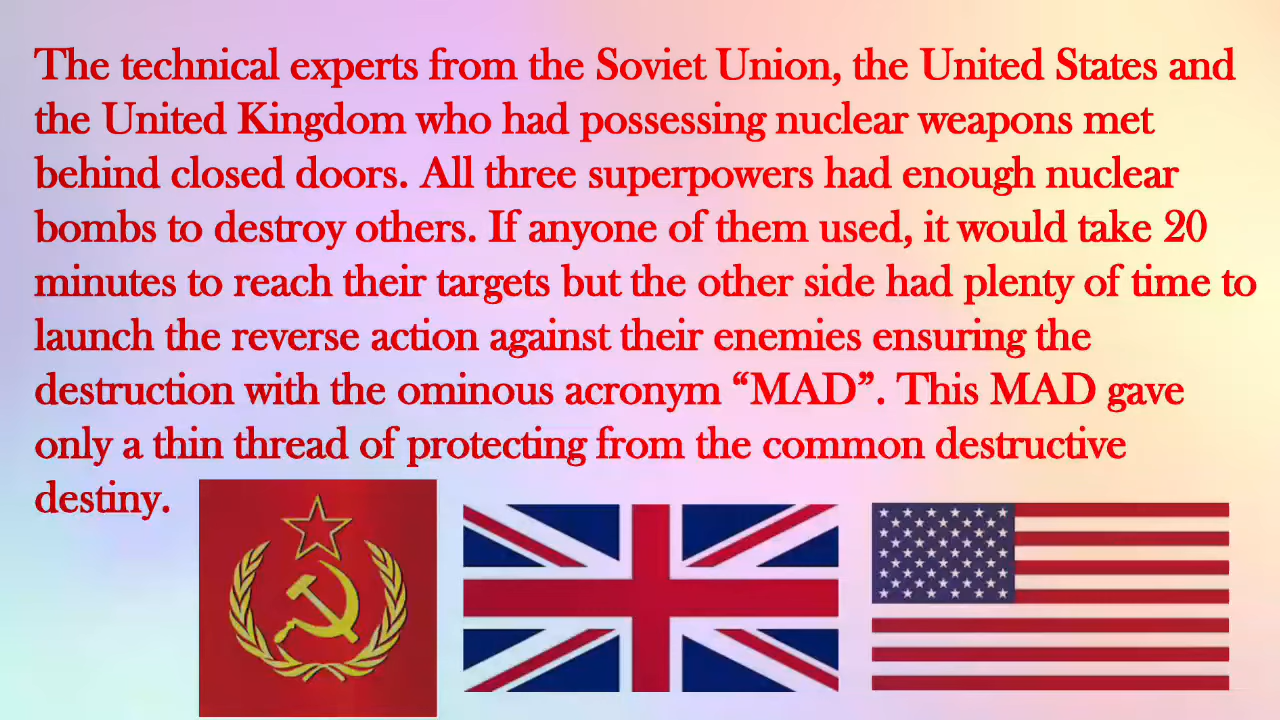 The technical experts from the Soviet Union, the United States and
the United Kingdom who had possessing nuclear weapons met
behind closed doors. All three superpowers had enough nuclear
bombs to destroy others. If anyone of them used, it would take 20
minutes to reach their targets but the other side had plenty of time to
launch the reverse action against their enemies ensuring the
destruction with the ominous acronym “MAD”. This MAD gave
only a thin thread of protecting from the common destructive
destiny.